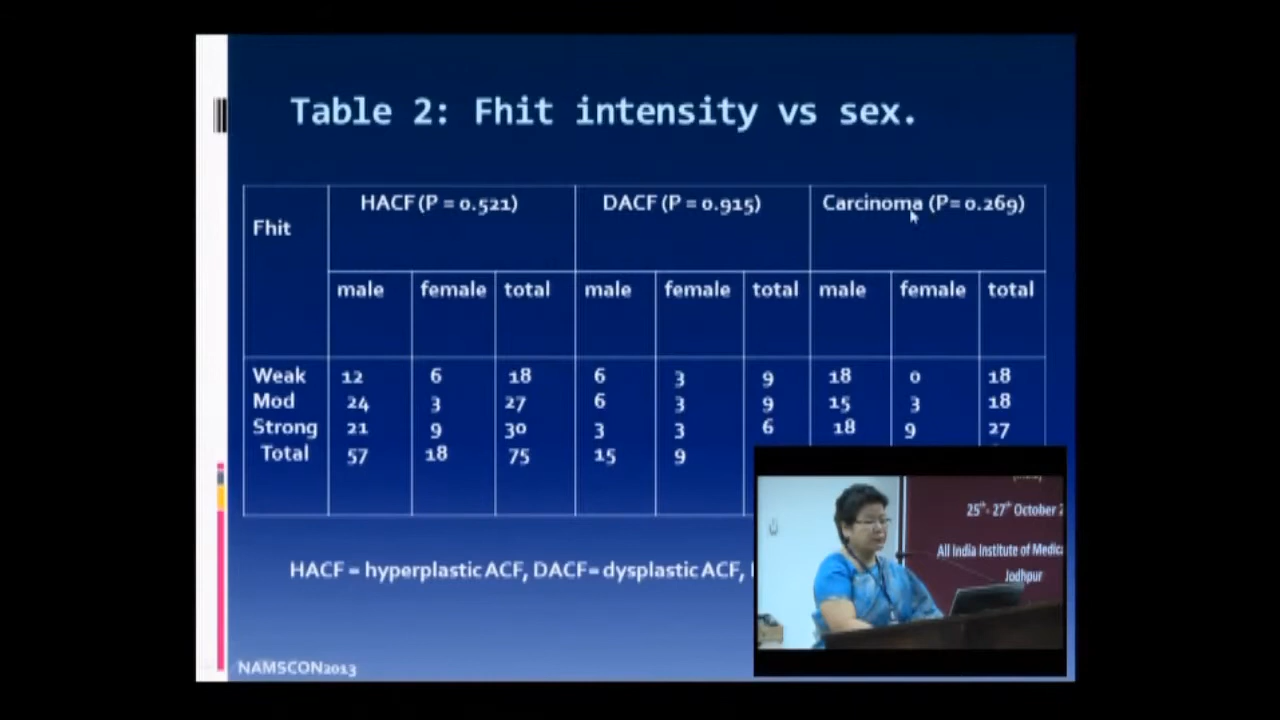 Table 2: Fhit intensity vs sex.
Fhit HACF (P = 0.521) DACF (P = 0.915) Carcinoma (P= 0.269)
male female total male female total male female total
Weak 12 6 18 6 3 9 18 0 18
Mod 24 3 27 6 3 9 15 3 18
Strong 21 9 30 3 3 6 18 9 27
Total 57 18 75 15 9
HACF = hyperplastic ACF, DACF= dysplastic ACF,
NAMSCON2013
25th- 27th October
All India Institute of Medica
Jodhpur